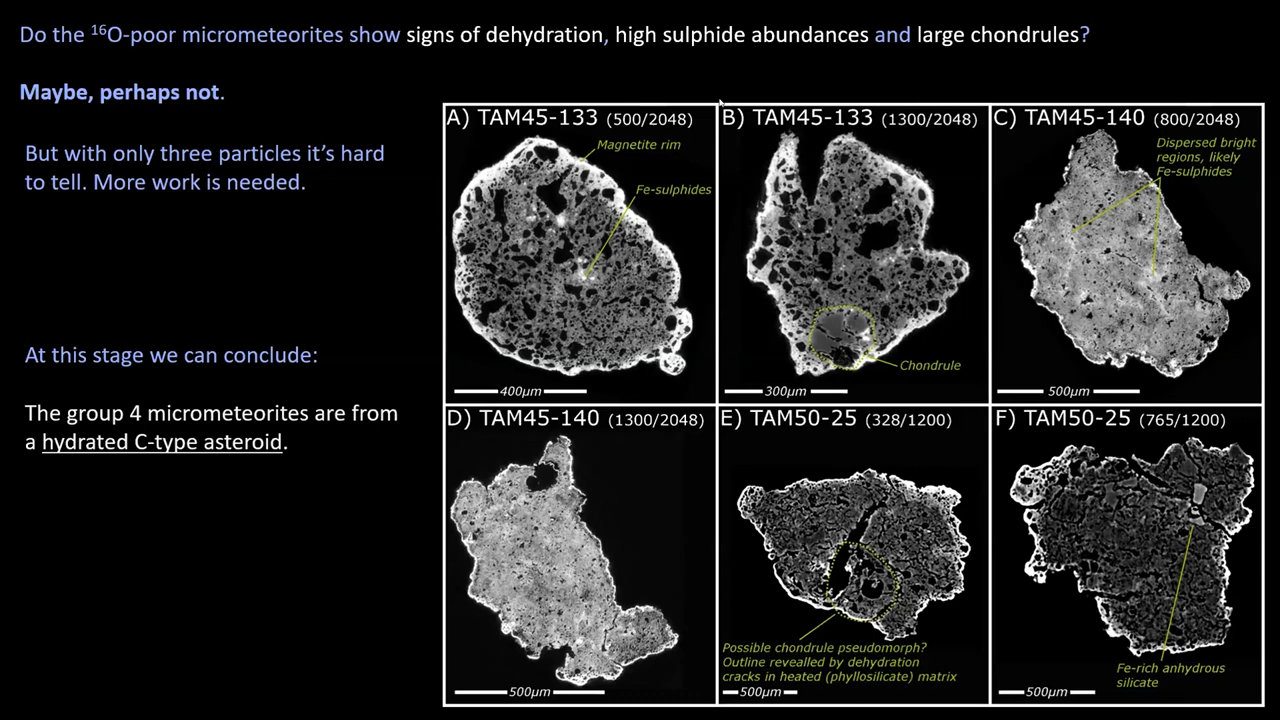 Do the ¹⁶O-poor micrometeorites show signs of dehydration, high sulphide abundances and large chondrules?
Maybe, perhaps not.
But with only three particles it's hard
to tell. More work is needed.
At this stage we can conclude:
The group 4 micrometeorites are from
a hydrated C-type asteroid.
A) TAM45-133 (500/2048)
Magnetite rim
Fe-sulphides
400µm
B) TAM45-133 (1300/2048)
Chondrule
300µm
C) TAM45-140 (800/2048)
Dispersed bright
regions, likely
Fe-sulphides
500µm
D) TAM45-140 (1300/2048)
500µm
E) TAM50-25 (328/1200)
Possible chondrule pseudomorph?
Outline revealled by dehydration
cracks in heated (phyllosilicate) matrix
500µm
F) TAM50-25 (765/1200)
Fe-rich anhydrous
silicate
500µm